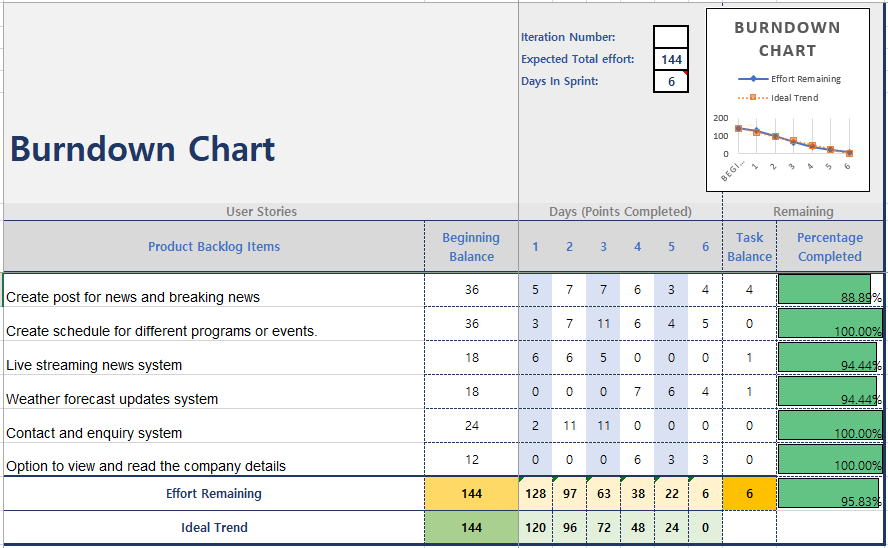 Iteration Number:
Expected Total effort: 144
Days In Sprint: 6
BURNDOWN
CHART
Effort Remaining
Ideal Trend
200
100
0
BEGI... 1 2 3 4 5 6
Burndown Chart
User Stories Days (Points Completed) Remaining
Product Backlog Items Beginning Balance 1 2 3 4 5 6 Task Balance Percentage Completed
Create post for news and breaking news 36 5 7 7 6 3 4 4 88.89%
Create schedule for different programs or events. 36 3 7 11 6 4 5 0 100.00%
Live streaming news system 18 6 6 5 0 0 0 1 94.44%
Weather forecast updates system 18 0 0 0 7 6 4 1 94.44%
Contact and enquiry system 24 2 11 11 0 0 0 0 100.00%
Option to view and read the company details 12 0 0 0 6 3 3 0 100.00%
Effort Remaining 144 128 97 63 38 22 6 6 95.83%
Ideal Trend 144 120 96 72 48 24 0